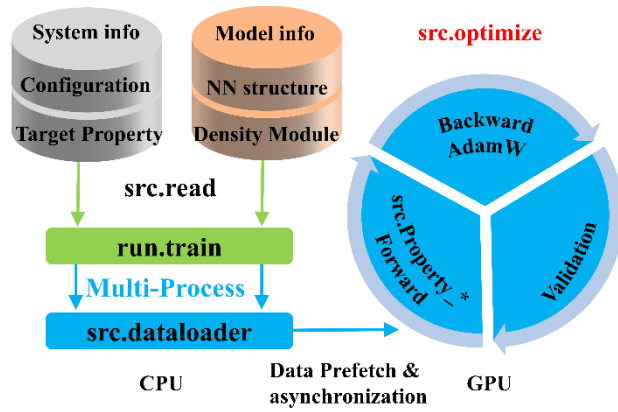 System info
Configuration
Target Property
Model info
NN structure
Density Module
src.optimize
src.read
run.train
Multi-Process
src.dataloader
Backward
AdamW
src.Property_*
Forward
Validation
Data Prefetch &
asynchronization
CPU
GPU